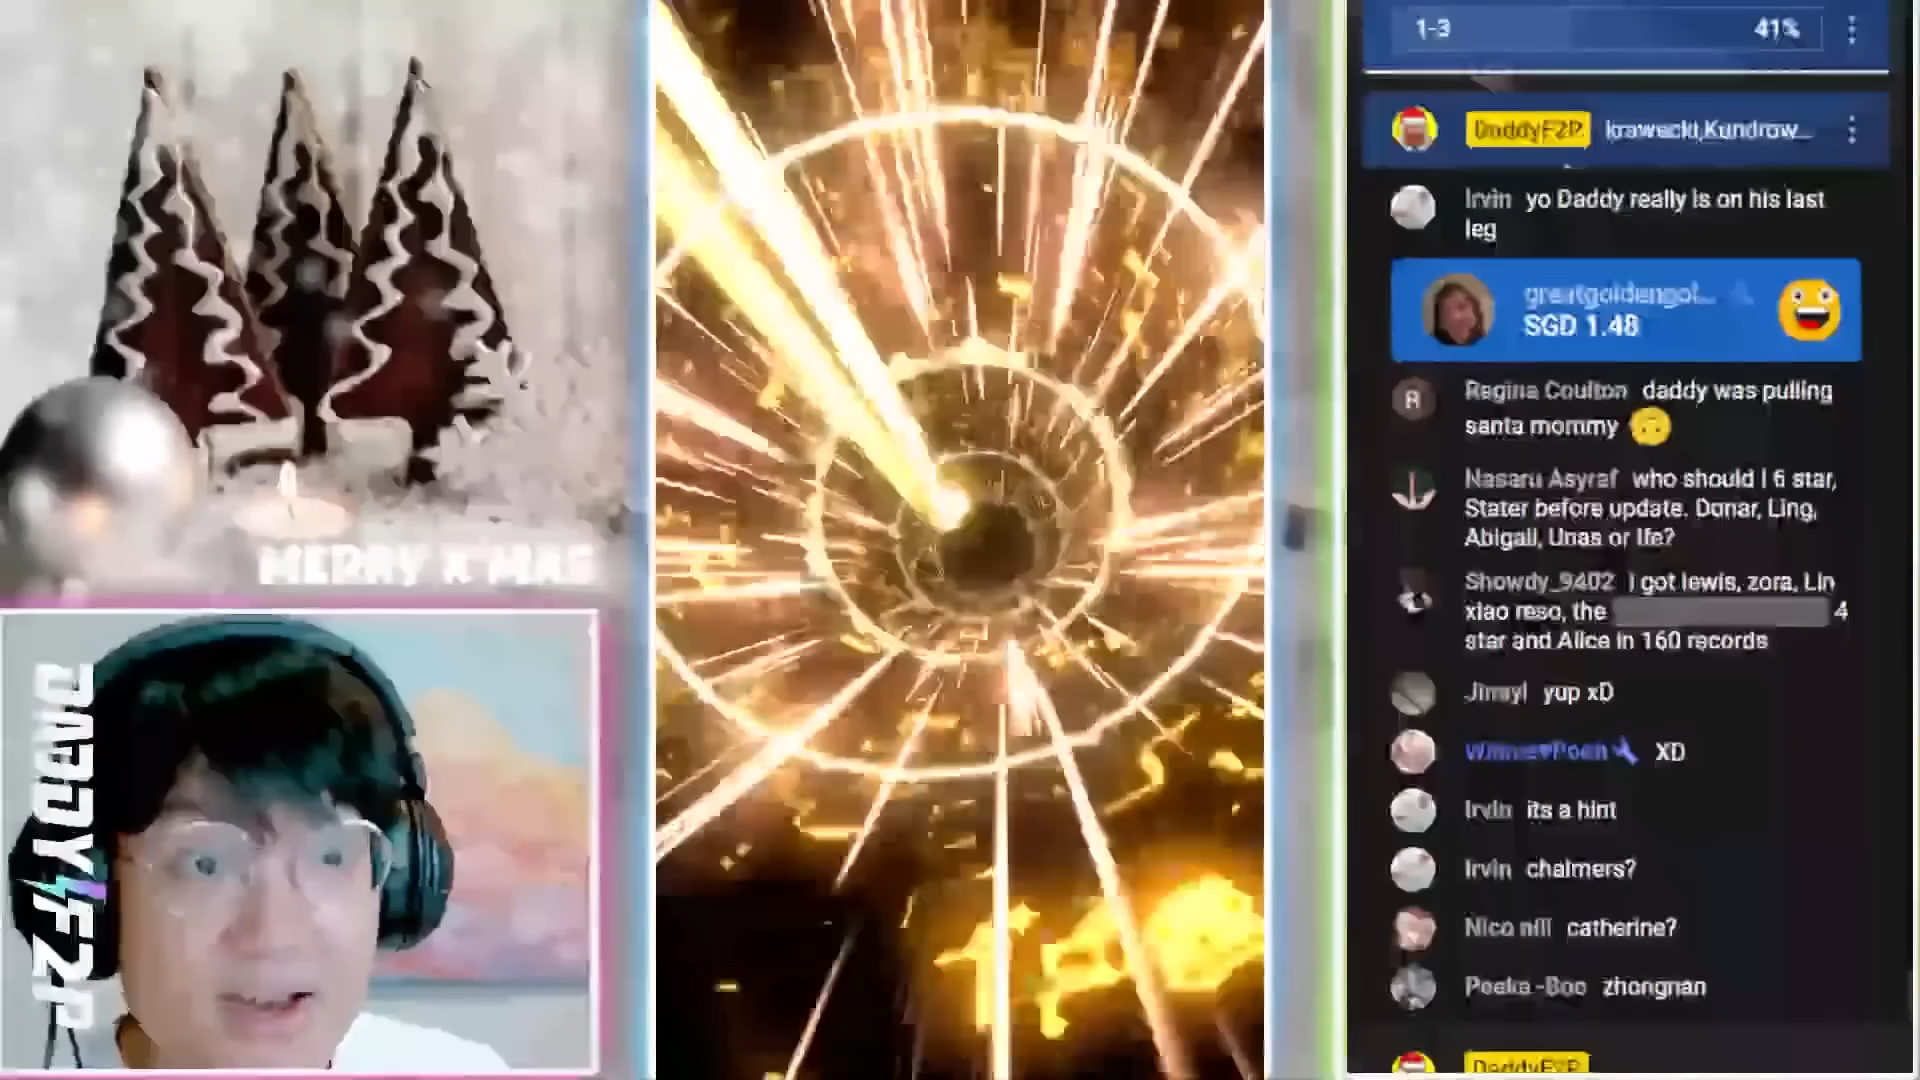 MERRY X MAS
DADDYF2P
1-3 41%
DaddyF2P
Irvin yo Daddy really is on his last
leg
greatgoldengol...
SGD 1.48
R Regina Coulton daddy was pulling
santa mommy
Nasaru Asyraf who should I 6 star,
Stater before update. Donar, Ling,
Abigail, Unas or Ife?
Showdy_9402 I got lewis, zora, Lin
xiao reso, the 4
star and Alice in 160 records
yup xD
XD
Irvin its a hint
Irvin chalmers?
Nico nill catherine?
Peeka-Boo zhongnan
DaddyF2P